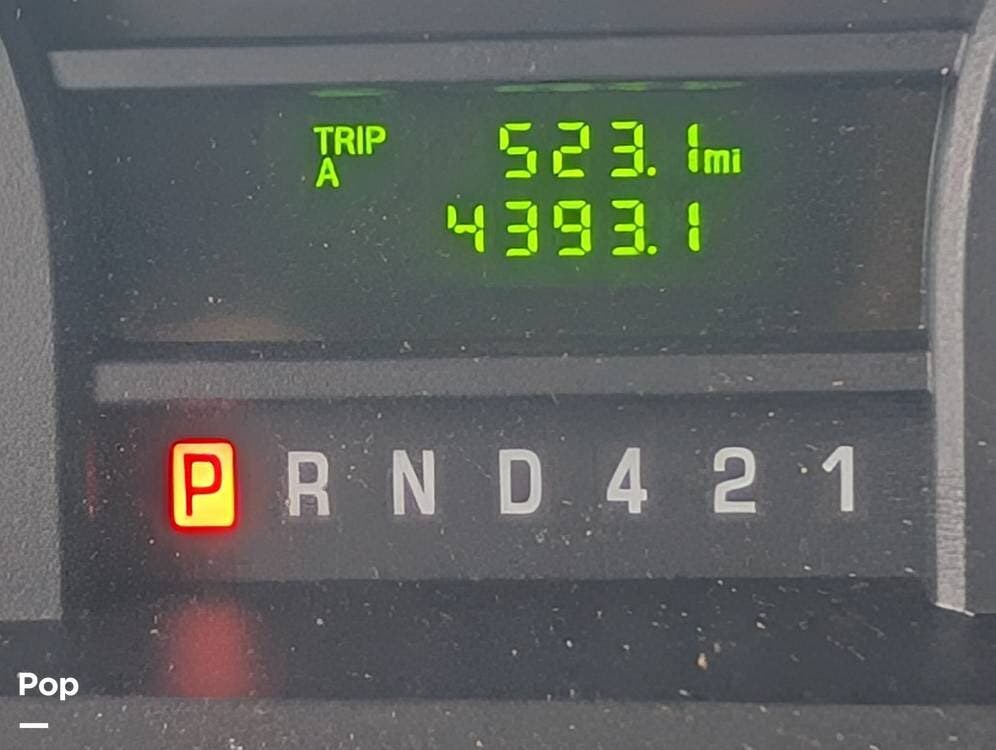 TRIP 523.1mi
A
4393.1
P R N D 4 2 1
Pop